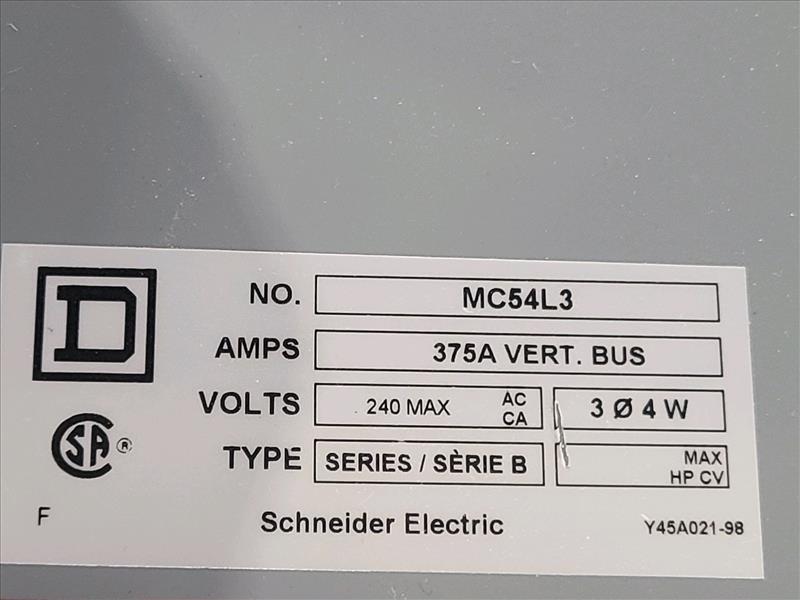 D
NO. MC54L3
AMPS 375A VERT. BUS
VOLTS 240 MAX AC CA 3 Ø 4 W
SA ®
TYPE SERIES / SÈRIE B MAX HP CV
F Schneider Electric Y45A021-98